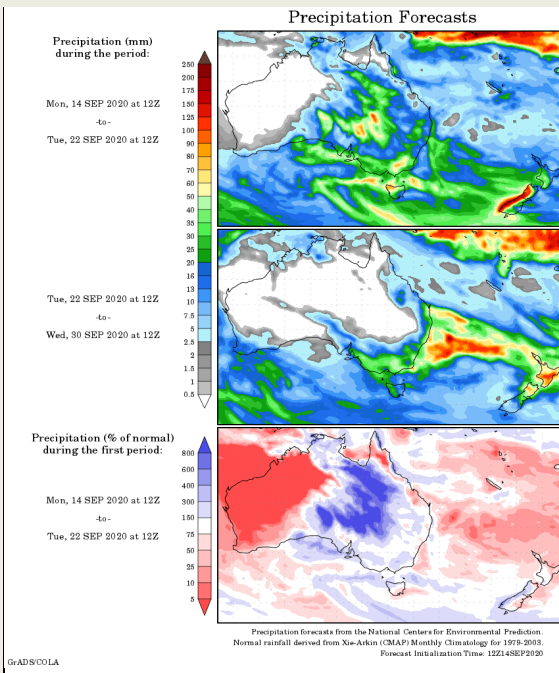 Precipitation Forecasts
Precipitation (mm)
during the period:
Mon, 14 SEP 2020 at 12Z
-to-
Tue, 22 SEP 2020 at 12Z
250
200
175
150
125
100
90
80
70
60
50
40
35
30
25
20
16
13
10
7.5
5
2.5
2
1.5
1
0.5
Tue, 22 SEP 2020 at 12Z
-to-
Wed, 30 SEP 2020 at 12Z
Precipitation (% of normal)
during the first period:
Mon, 14 SEP 2020 at 12Z
-to-
Tue, 22 SEP 2020 at 12Z
800
600
400
300
150
75
50
25
10
5
Precipitation forecasts from the National Centers for Environmental Prediction.
Normal rainfall derived from Xie-Arkin (CMAP) Monthly Climatology for 1979-2003.
Forecast Initialization Time: 12Z14SEP2020
GrADS/COLA